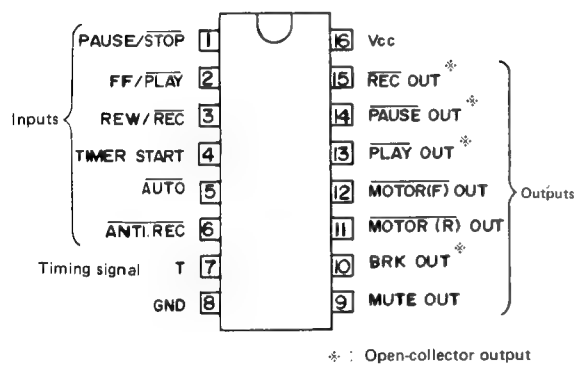 PAUSE/STOP 1
FF/PLAY 2
REW/REC 3
TIMER START 4
AUTO 5
ANTI.REC 6
Inputs
Timing signal T 7
GND 8
16 Vcc
15 REC OUT ※
14 PAUSE OUT ※
13 PLAY OUT ※
12 MOTOR(F) OUT
11 MOTOR (R) OUT
10 BRK OUT ※
9 MUTE OUT
Outputs
※ : Open-collector output